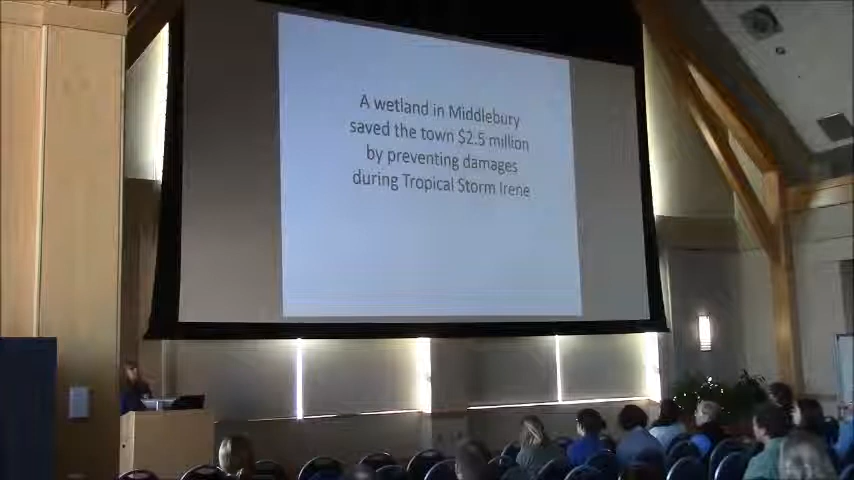 A wetland in Middlebury
saved the town $2.5 million
by preventing damages
during Tropical Storm Irene